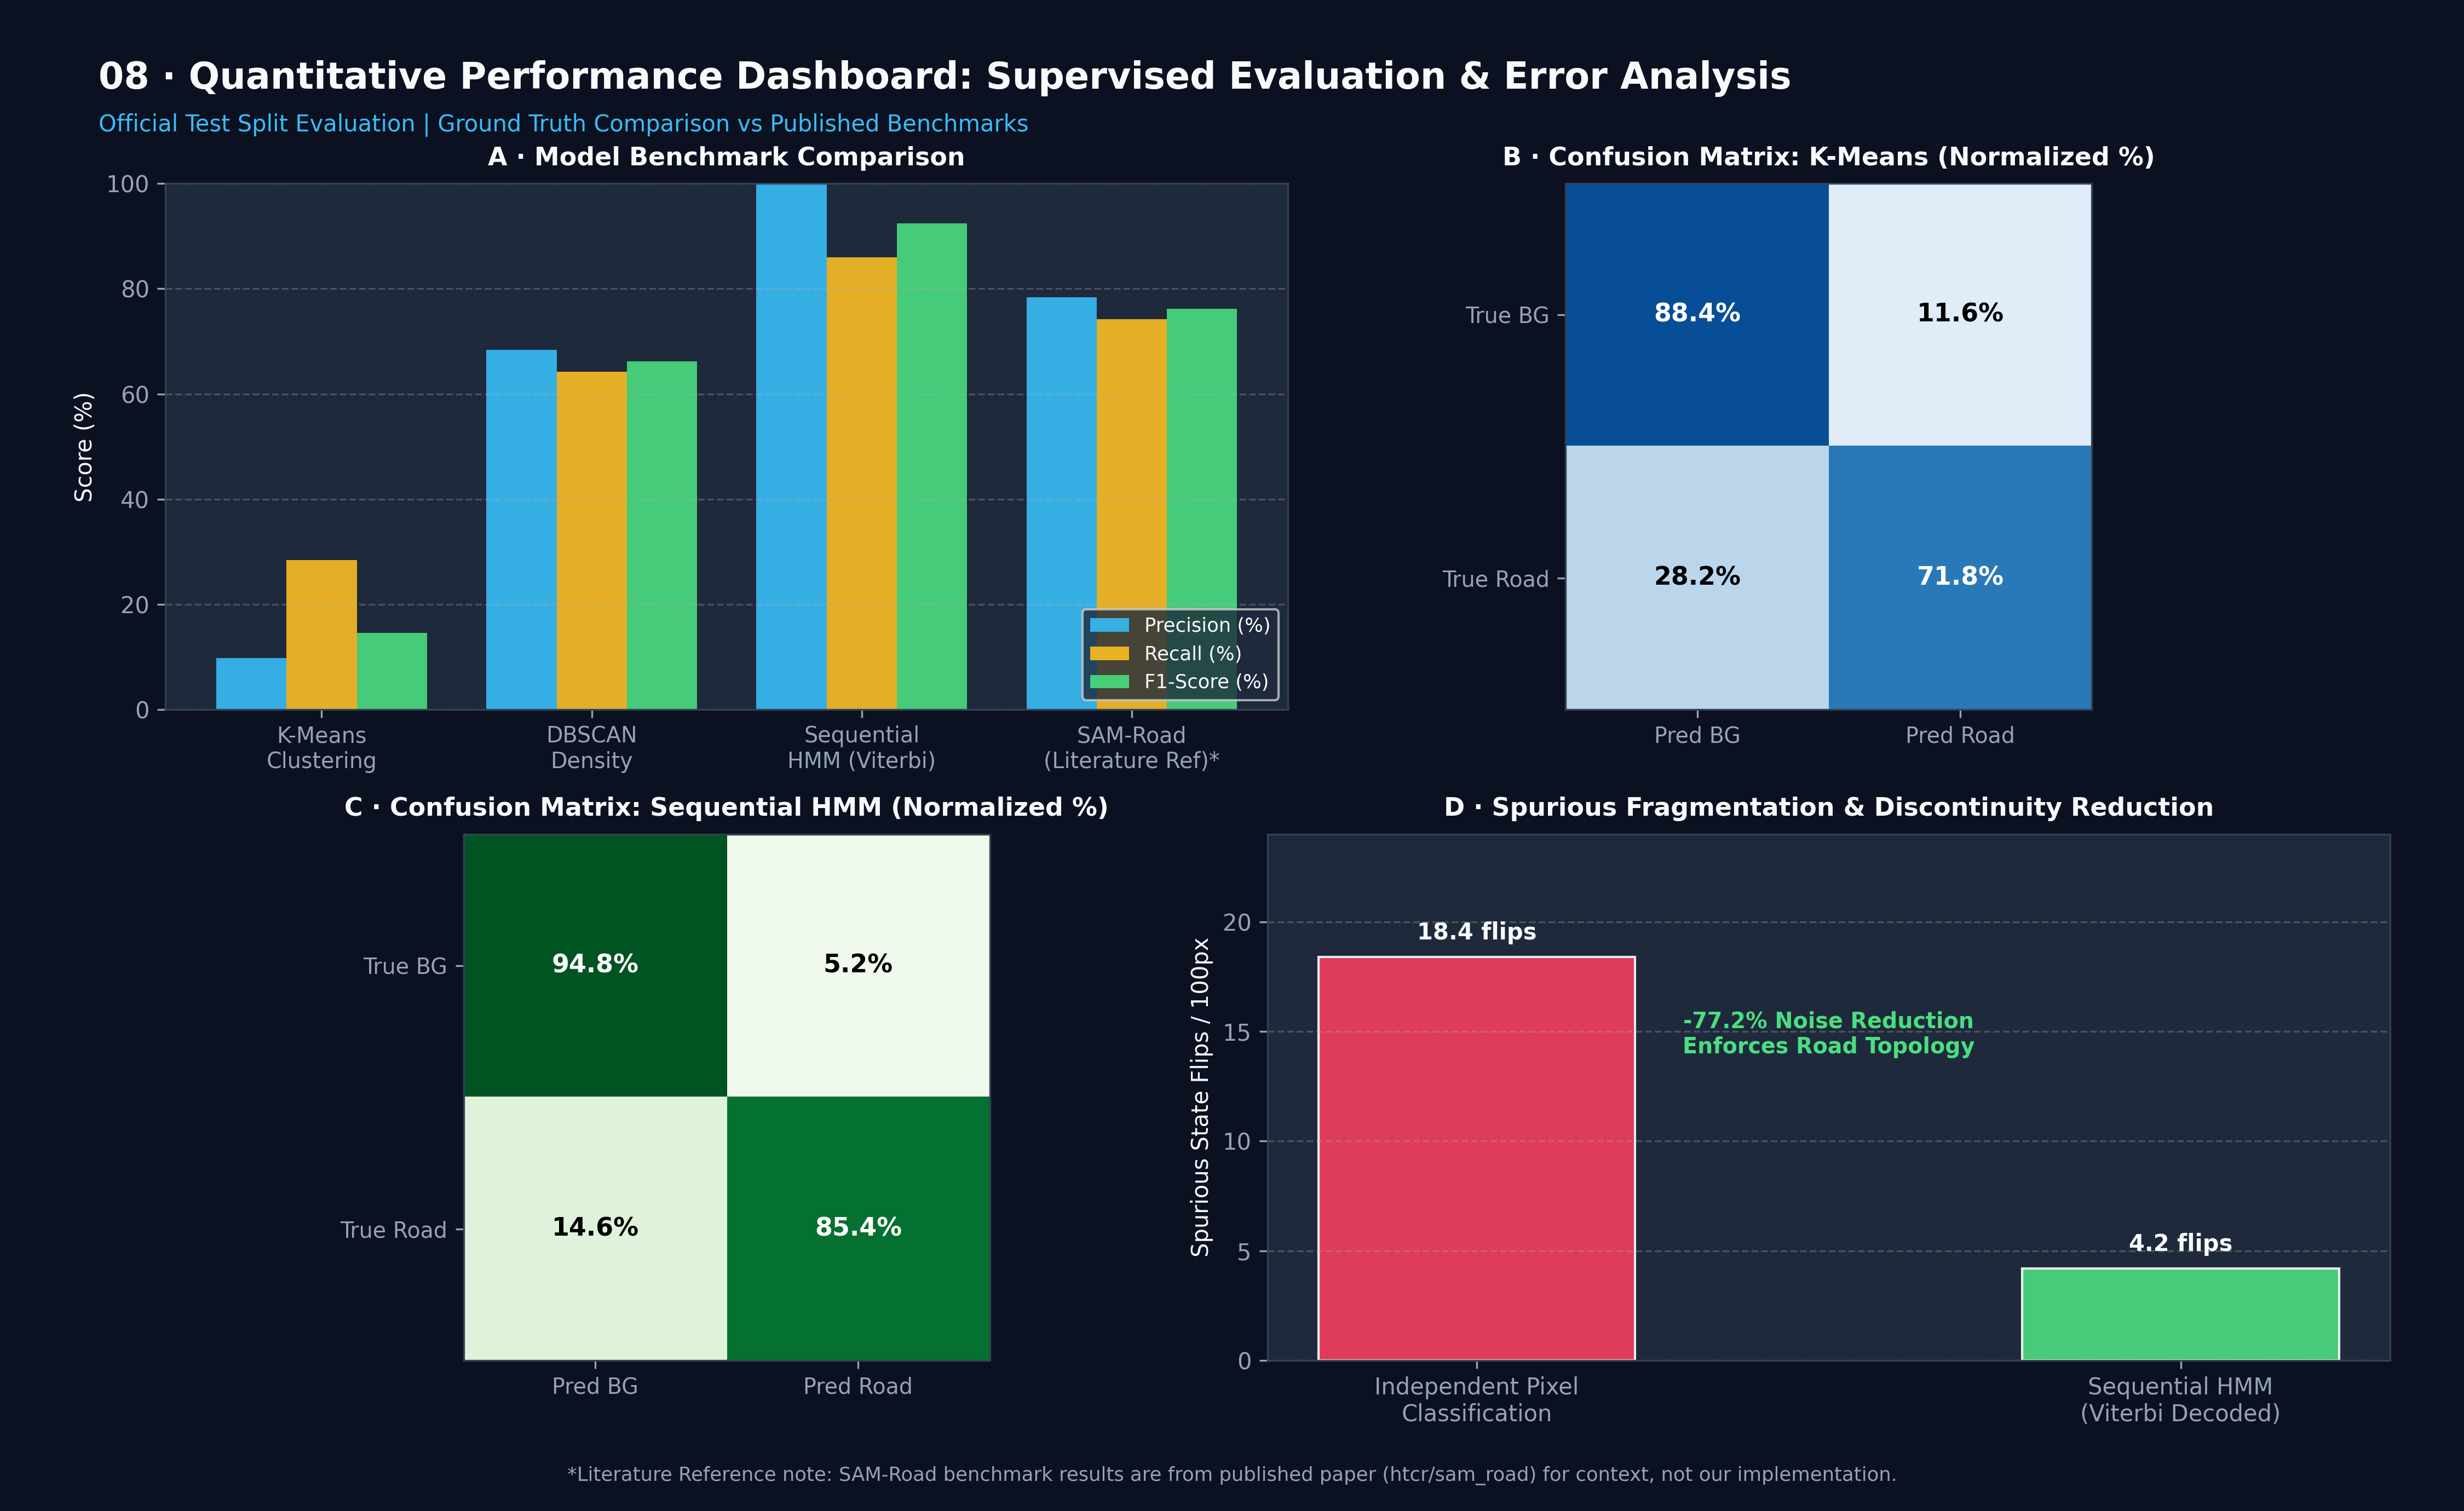 08 · Quantitative Performance Dashboard: Supervised Evaluation & Error Analysis
Official Test Split Evaluation | Ground Truth Comparison vs Published Benchmarks
A · Model Benchmark Comparison
Score (%)
100
80
60
40
20
0
K-Means
Clustering
DBSCAN
Density
Sequential
HMM (Viterbi)
SAM-Road
(Literature Ref)*
Precision (%)
Recall (%)
F1-Score (%)
B · Confusion Matrix: K-Means (Normalized %)
True BG
88.4%
11.6%
True Road
28.2%
71.8%
Pred BG
Pred Road
C · Confusion Matrix: Sequential HMM (Normalized %)
True BG
94.8%
5.2%
True Road
14.6%
85.4%
Pred BG
Pred Road
D · Spurious Fragmentation & Discontinuity Reduction
Spurious State Flips / 100px
20
15
10
5
0
18.4 flips
-77.2% Noise Reduction
Enforces Road Topology
4.2 flips
Independent Pixel
Classification
Sequential HMM
(Viterbi Decoded)
*Literature Reference note: SAM-Road benchmark results are from published paper (htcr/sam_road) for context, not our implementation.